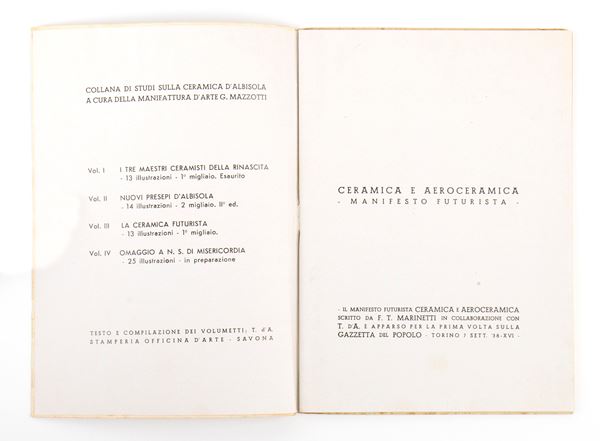 COLLANA DI STUDI SULLA CERAMICA D'ALBISOLA
A CURA DELLA MANIFATTURA D'ARTE G. MAZZOTTI
Vol. I I TRE MAESTRI CERAMISTI DELLA RINASCITA
- 13 illustrazioni - 1º migliaio. Esaurito
Vol. II NUOVI PRESEPI D'ALBISOLA
- 14 illustrazioni - 2 migliaio. IIª ed.
Vol. III LA CERAMICA FUTURISTA
- 13 illustrazioni - 1º migliaio.
Vol. IV OMAGGIO A N. S. DI MISERICORDIA
- 25 illustrazioni - in preparazione
TESTO E COMPILAZIONE DEI VOLUMETTI; T. d'A.
STAMPERIA OFFICINA D'ARTE - SAVONA
CERAMICA E AEROCERAMICA
- MANIFESTO FUTURISTA -
- IL MANIFESTO FUTURISTA CERAMICA E AEROCERAMICA
SCRITTO DA F. T. MARINETTI IN COLLABORAZIONE CON
T. D'A. E APPARSO PER LA PRIMA VOLTA SULLA
GAZZETTA DEL POPOLO - TORINO 7 SETT. '38-XVI -